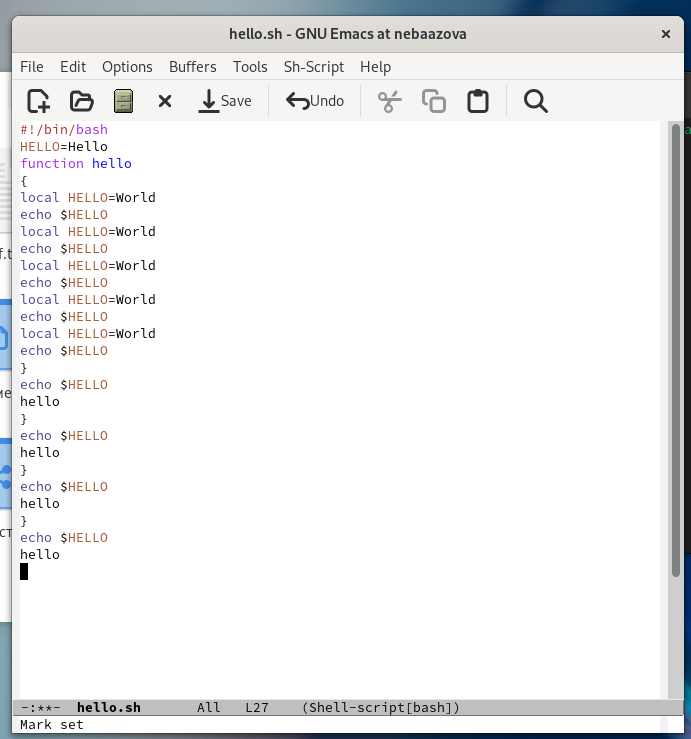 hello.sh - GNU Emacs at nebaazova
File Edit Options Buffers Tools Sh-Script Help
Save Undo
#!/bin/bash
HELLO=Hello
function hello
{
local HELLO=World
echo $HELLO
local HELLO=World
echo $HELLO
local HELLO=World
echo $HELLO
local HELLO=World
echo $HELLO
local HELLO=World
echo $HELLO
}
echo $HELLO
hello
}
echo $HELLO
hello
}
echo $HELLO
hello
}
echo $HELLO
hello
-:**- hello.sh All L27 (Shell-script[bash])
Mark set